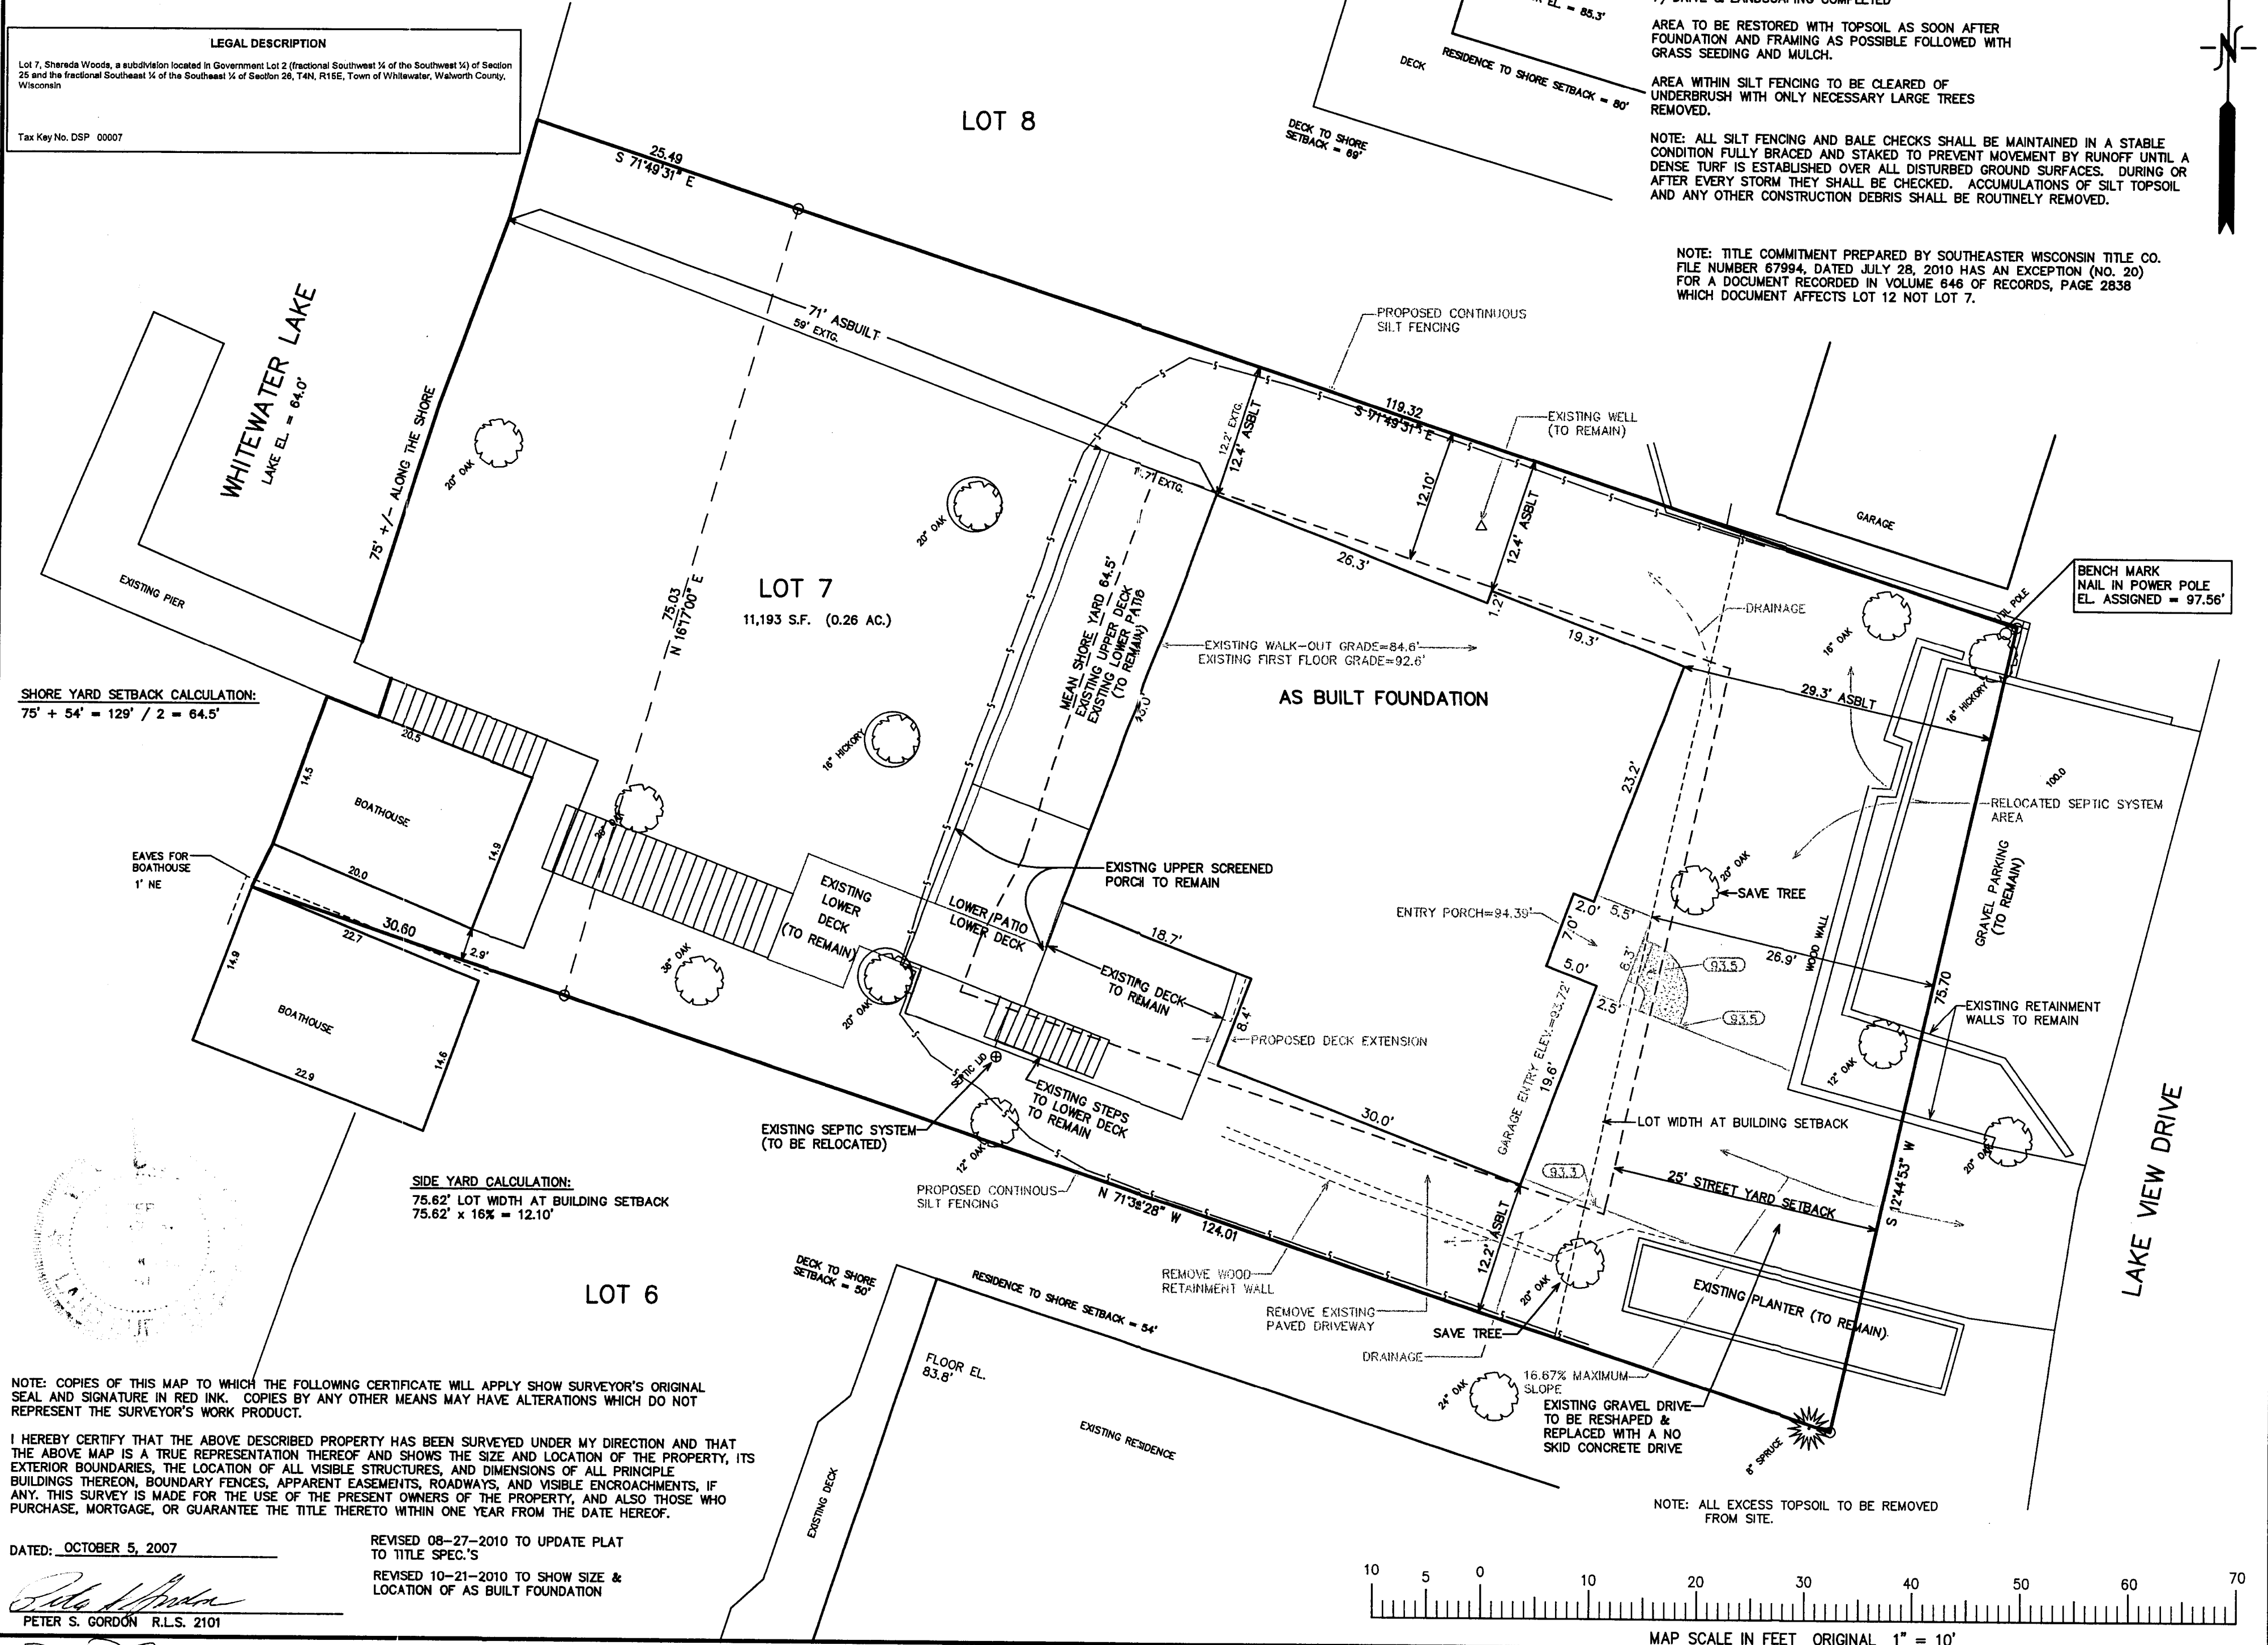 LEGAL DESCRIPTION
Lot 7, Shereda Woods, a subdivision located in Government Lot 2 (fractional Southwest ¼ of the Southwest ¼) of Section
25 and the fractional Southeast ¼ of the Southeast ¼ of Section 26, T4N, R15E, Town of Whitewater, Walworth County,
Wisconsin
Tax Key No. DSP 00007
EL. = 85.3'
DECK
RESIDENCE TO SHORE SETBACK = 80'
DECK TO SHORE
SETBACK = 69'
DRIVE & LANDSCAPING COMPLETED
AREA TO BE RESTORED WITH TOPSOIL AS SOON AFTER
FOUNDATION AND FRAMING AS POSSIBLE FOLLOWED WITH
GRASS SEEDING AND MULCH.
AREA WITHIN SILT FENCING TO BE CLEARED OF
UNDERBRUSH WITH ONLY NECESSARY LARGE TREES
REMOVED.
NOTE: ALL SILT FENCING AND BALE CHECKS SHALL BE MAINTAINED IN A STABLE
CONDITION FULLY BRACED AND STAKED TO PREVENT MOVEMENT BY RUNOFF UNTIL A
DENSE TURF IS ESTABLISHED OVER ALL DISTURBED GROUND SURFACES. DURING OR
AFTER EVERY STORM THEY SHALL BE CHECKED. ACCUMULATIONS OF SILT TOPSOIL
AND ANY OTHER CONSTRUCTION DEBRIS SHALL BE ROUTINELY REMOVED.
NOTE: TITLE COMMITMENT PREPARED BY SOUTHEASTER WISCONSIN TITLE CO.
FILE NUMBER 67994, DATED JULY 28, 2010 HAS AN EXCEPTION (NO. 20)
FOR A DOCUMENT RECORDED IN VOLUME 646 OF RECORDS, PAGE 2838
WHICH DOCUMENT AFFECTS LOT 12 NOT LOT 7.
N
LOT 8
25.49
S 71°49'31" E
71' ASBUILT
59' EXTG.
PROPOSED CONTINUOUS
SILT FENCING
119.32
S 71°49'31" E
EXISTING WELL
(TO REMAIN)
12.2' EXTG.
12.4' ASBLT
12.10'
12.4' ASBLT
26.3'
1.2'
19.3'
DRAINAGE
GARAGE
BENCH MARK
NAIL IN POWER POLE
EL. ASSIGNED = 97.56'
16" OAK
16" HICKORY
WHITEWATER LAKE
LAKE EL. = 64.0'
75' +/- ALONG THE SHORE
20" OAK
20" OAK
EXISTING PIER
75.03
N 16°17'00" E
LOT 7
11,193 S.F. (0.26 AC.)
MEAN SHORE YARD 64.5'
EXISTING UPPER DECK
EXISTING LOWER PATIO
(TO REMAIN)
EXISTING WALK-OUT GRADE=84.6'
EXISTING FIRST FLOOR GRADE=92.6'
AS BUILT FOUNDATION
29.3' ASBLT
100.0
RELOCATED SEPTIC SYSTEM
AREA
GRAVEL PARKING
(TO REMAIN)
SHORE YARD SETBACK CALCULATION:
75' + 54' = 129' / 2 = 64.5'
20.5
14.5
BOATHOUSE
14.9
20.0
EAVES FOR
BOATHOUSE
1' NE
30.60
22.7
2.9'
14.9
BOATHOUSE
14.6
22.9
16" HICKORY
EXISTING
LOWER
DECK
(TO REMAIN)
LOWER PATIO
LOWER DECK
EXISTNG UPPER SCREENED
PORCH TO REMAIN
18.7'
EXISTING DECK
TO REMAIN
8.4'
PROPOSED DECK EXTENSION
23.2'
ENTRY PORCH=94.39'
2.0'
5.5'
7.0'
5.0'
8.3'
2.5'
93.5
93.5
26.9'
20" OAK
SAVE TREE
WOOD WALL
75.70
EXISTING RETAINMENT
WALLS TO REMAIN
12" OAK
20" OAK
36" OAK
20" OAK
SEPTIC LID
EXISTING STEPS
TO LOWER DECK
TO REMAIN
EXISTING SEPTIC SYSTEM
(TO BE RELOCATED)
12" OAK
30.0'
GARAGE ENTRY ELEV.=93.72'
19.6'
LOT WIDTH AT BUILDING SETBACK
93.3
25' STREET YARD SETBACK
S 12°44'53" W
LAKE VIEW DRIVE
SIDE YARD CALCULATION:
75.62' LOT WIDTH AT BUILDING SETBACK
75.62' x 16% = 12.10'
PROPOSED CONTINOUS
SILT FENCING
124.01
12.2' ASBLT
LOT 6
DECK TO SHORE
SETBACK = 50'
RESIDENCE TO SHORE SETBACK = 54'
REMOVE WOOD
RETAINMENT WALL
REMOVE EXISTING
PAVED DRIVEWAY
20" OAK
SAVE TREE
DRAINAGE
EXISTING PLANTER (TO REMAIN)
16.67% MAXIMUM
SLOPE
24" OAK
EXISTING GRAVEL DRIVE
TO BE RESHAPED &
REPLACED WITH A NO
SKID CONCRETE DRIVE
8" SPRUCE
FLOOR EL.
83.8'
EXISTING RESIDENCE
EXISTING DECK
NOTE: ALL EXCESS TOPSOIL TO BE REMOVED
FROM SITE.
NOTE: COPIES OF THIS MAP TO WHICH THE FOLLOWING CERTIFICATE WILL APPLY SHOW SURVEYOR'S ORIGINAL
SEAL AND SIGNATURE IN RED INK. COPIES BY ANY OTHER MEANS MAY HAVE ALTERATIONS WHICH DO NOT
REPRESENT THE SURVEYOR'S WORK PRODUCT.
I HEREBY CERTIFY THAT THE ABOVE DESCRIBED PROPERTY HAS BEEN SURVEYED UNDER MY DIRECTION AND THAT
THE ABOVE MAP IS A TRUE REPRESENTATION THEREOF AND SHOWS THE SIZE AND LOCATION OF THE PROPERTY, ITS
EXTERIOR BOUNDARIES, THE LOCATION OF ALL VISIBLE STRUCTURES, AND DIMENSIONS OF ALL PRINCIPLE
BUILDINGS THEREON, BOUNDARY FENCES, APPARENT EASEMENTS, ROADWAYS, AND VISIBLE ENCROACHMENTS, IF
ANY. THIS SURVEY IS MADE FOR THE USE OF THE PRESENT OWNERS OF THE PROPERTY, AND ALSO THOSE WHO
PURCHASE, MORTGAGE, OR GUARANTEE THE TITLE THERETO WITHIN ONE YEAR FROM THE DATE HEREOF.
DATED: OCTOBER 5, 2007
REVISED 08-27-2010 TO UPDATE PLAT
TO TITLE SPEC.'S
REVISED 10-21-2010 TO SHOW SIZE &
LOCATION OF AS BUILT FOUNDATION
PETER S. GORDON R.L.S. 2101
10 5 0 10 20 30 40 50 60 70
MAP SCALE IN FEET ORIGINAL 1" = 10'